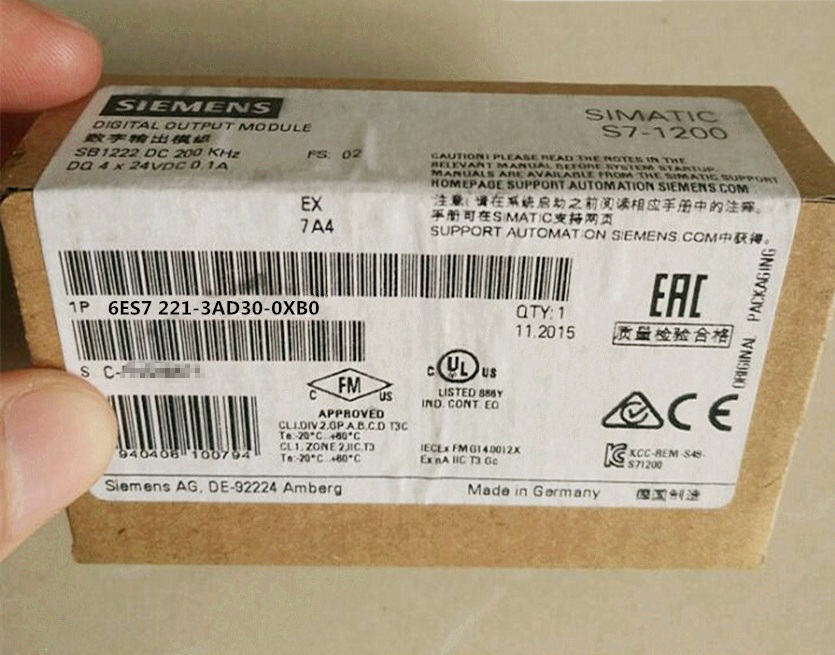 SIEMENS
DIGITAL OUTPUT MODULE
数字输出模块
SB1222 DC 200 KHz
FS: 02
DQ 4 x 24VDC 0.1A
SIMATIC
S7-1200
CAUTION! PLEASE READ THE NOTES IN THE
RELEVANT MANUAL BEFORE SYSTEM STARTUP.
MANUALS ARE AVAILABLE FROM THE SIMATIC SUPPORT
HOMEPAGE SUPPORT AUTOMATION SIEMENS.COM
注意! 请在系统启动之前阅读相应手册中的注释。
手册可在SIMATIC支持网页
SUPPORT AUTOMATION SIEMENS.COM中获得。
EX
7A4
1P 6ES7 221-3AD30-0XB0
QTY: 1
11.2015
EAC
质量检验合格
ORIGINAL PACKAGING
S C-
C FM US
APPROVED
CL.I,DIV.2,GP.A,B,C,D T3C
Ta:-20°C...+60°C
CL.1, ZONE 2,IIC,T3
Ta:-20°C...+60°C
C UL US
LISTED
IND. CONT. EQ
IECEx FMG14.0012X
Ex nA IIC T3 Gc
CE
KCC-REM-S49-
S71200
940408 100794
Siemens AG, DE-92224 Amberg
Made in Germany
德国制造